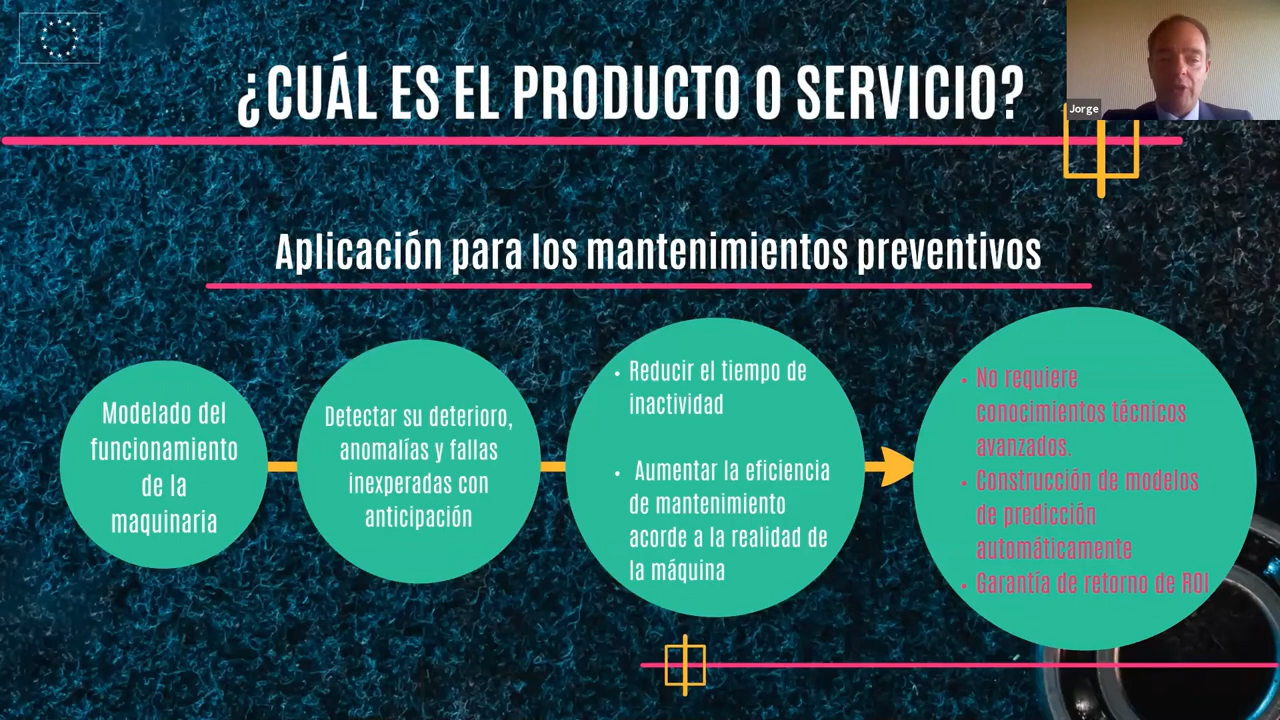 ¿CUÁL ES EL PRODUCTO O SERVICIO?
Jorge
Aplicación para los mantenimientos preventivos
Modelado del
funcionamiento
de la
maquinaria
Detectar su deterioro,
anomalías y fallas
inexperadas con
anticipación
• Reducir el tiempo de
inactividad
• Aumentar la eficiencia
de mantenimiento
acorde a la realidad de
la máquina
• No requiere
conocimientos técnicos
avanzados.
• Construcción de modelos
de predicción
automáticamente
• Garantía de retorno de ROI